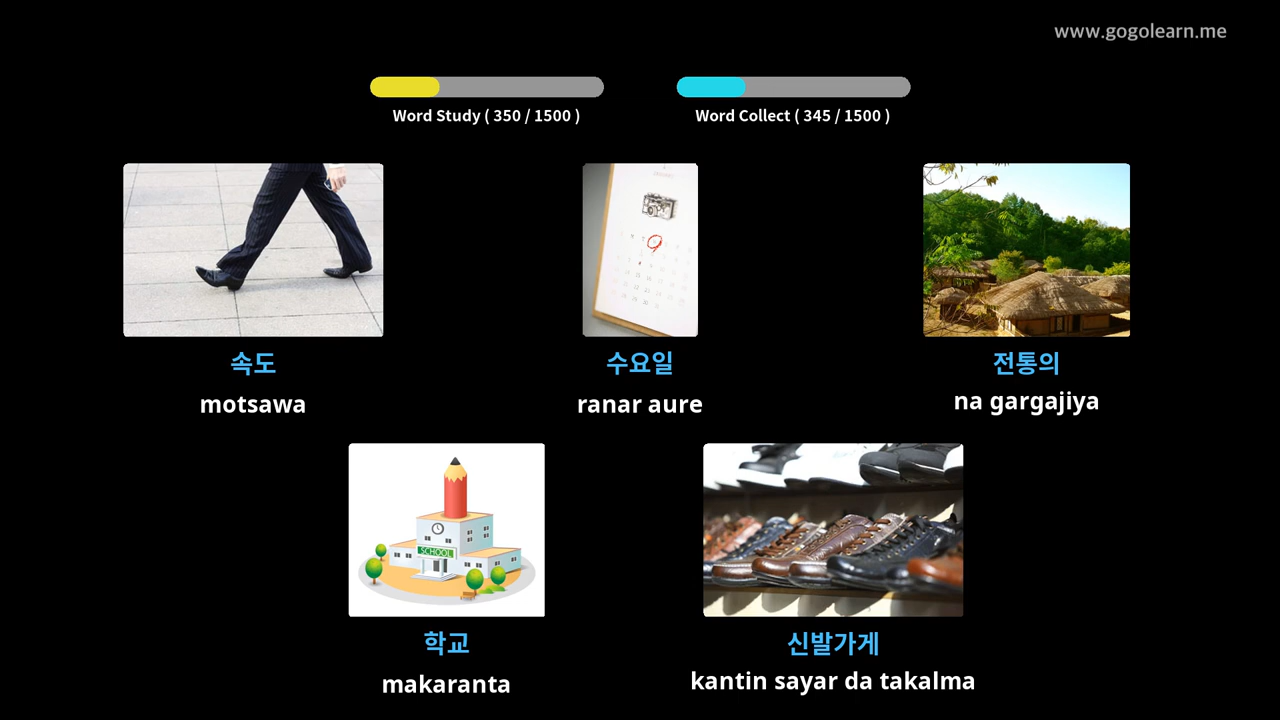 www.gogolearn.me
Word Study ( 350 / 1500 )
Word Collect ( 345 / 1500 )
속도
motsawa
수요일
ranar aure
전통의
na gargajiya
SCHOOL
학교
makaranta
신발가게
kantin sayar da takalma